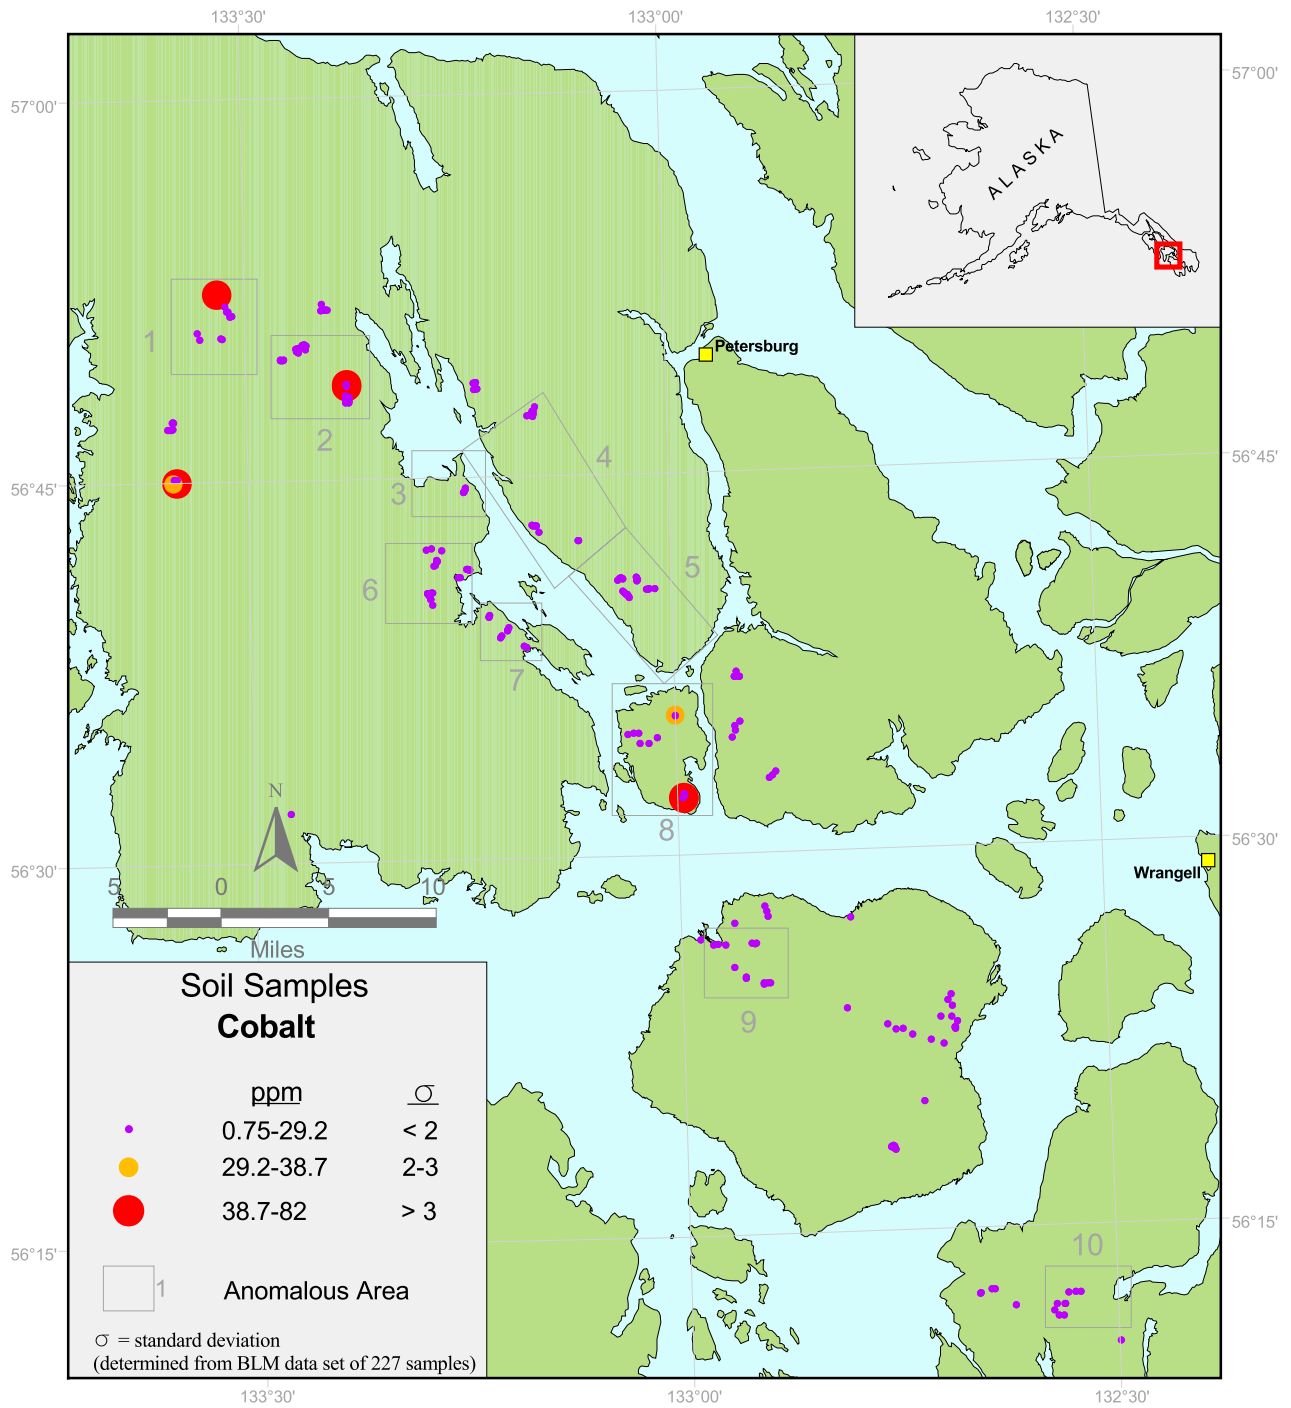 133°30'
133°00'
132°30'
57°00'
57°00'
ALASKA
Petersburg
1
2
3
4
5
6
7
8
9
10
56°45'
56°45'
56°30'
56°30'
Wrangell
N
5 0 5 10
Miles
Soil Samples
Cobalt
ppm σ
0.75-29.2 < 2
29.2-38.7 2-3
38.7-82 > 3
1 Anomalous Area
σ = standard deviation
(determined from BLM data set of 227 samples)
56°15'
56°15'
133°30'
133°00'
132°30'